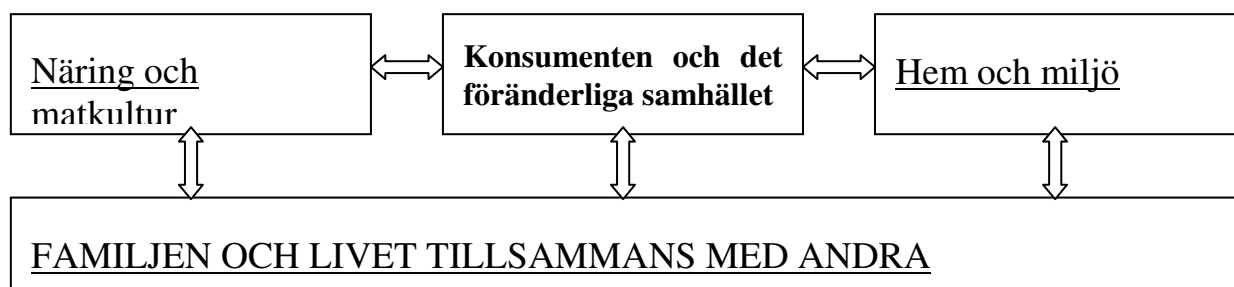 Näring och
matkultur
Konsumenten och det
föränderliga samhället
Hem och miljö
FAMILJEN OCH LIVET TILLSAMMANS MED ANDRA